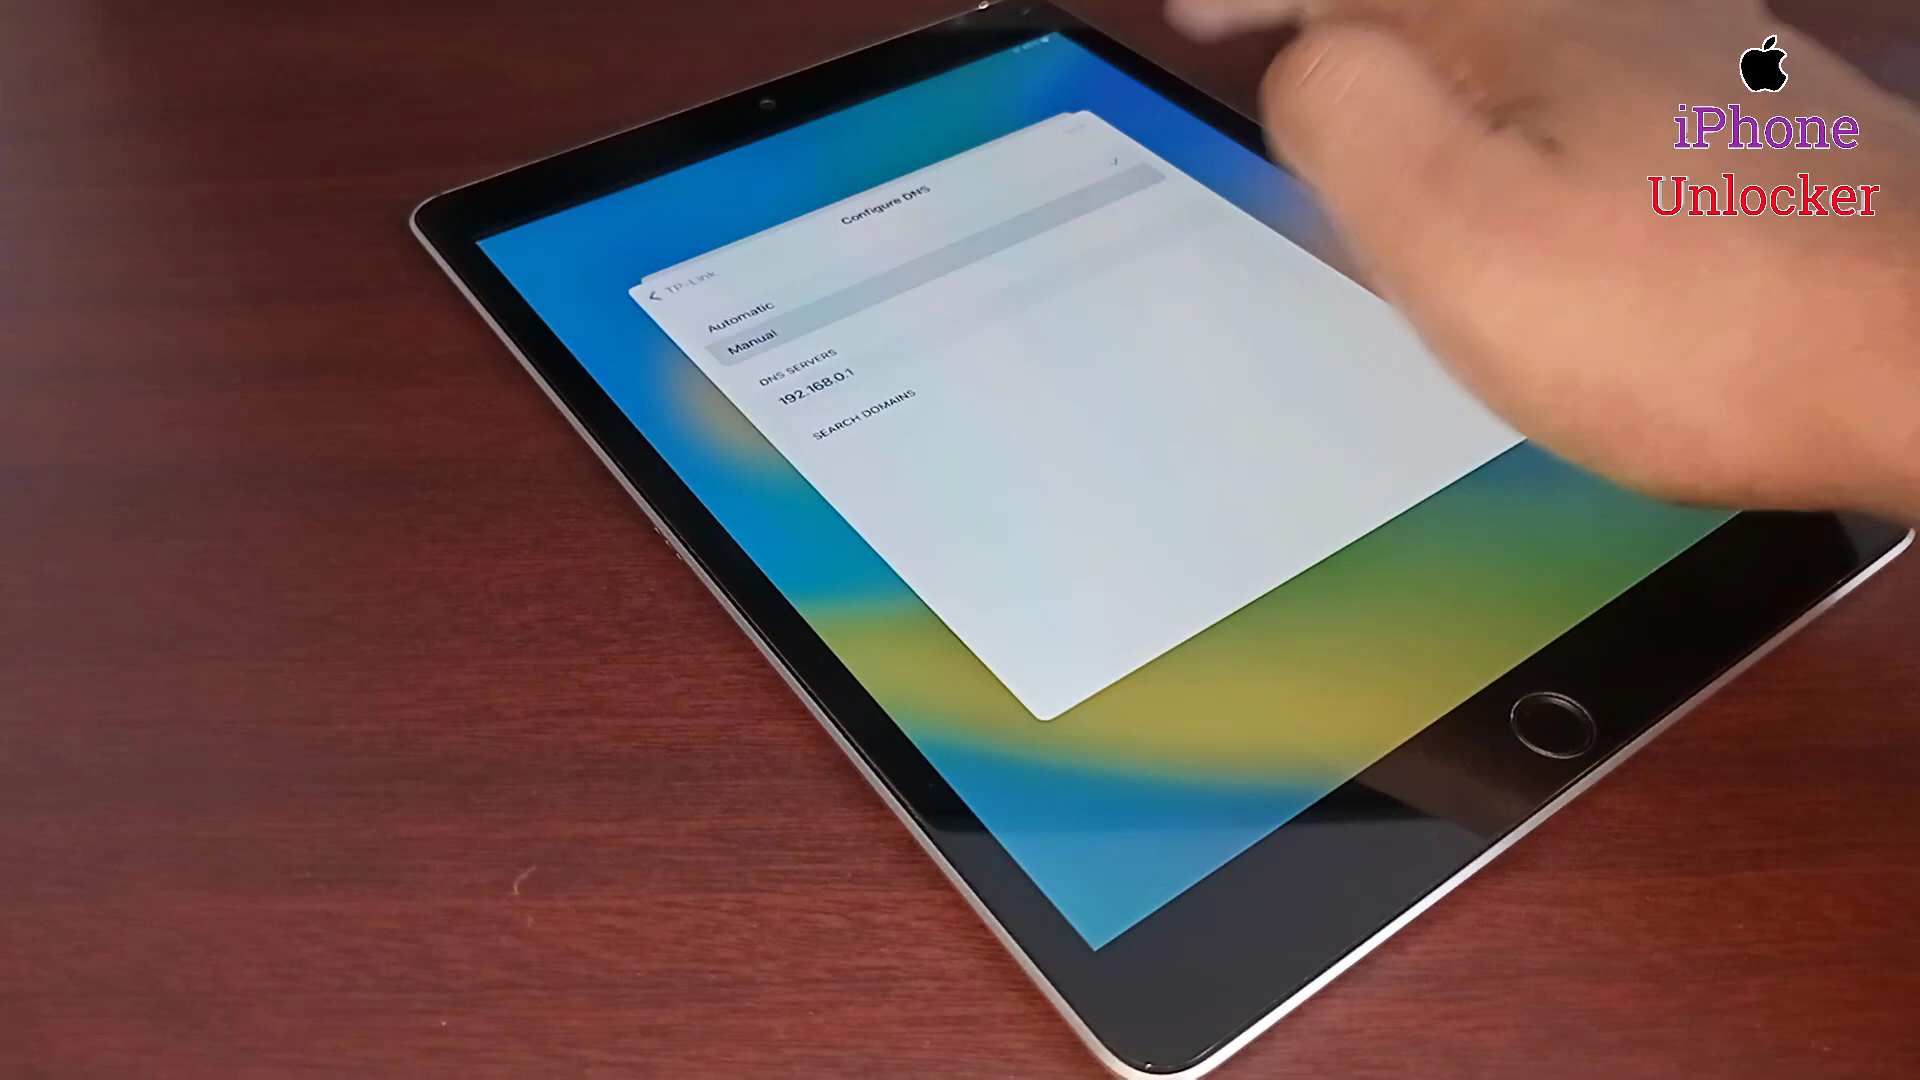 iPhone
Unlocker
Configure DNS
TP-Link
Automatic
Manual
DNS SERVERS
192.168.0.1
SEARCH DOMAINS